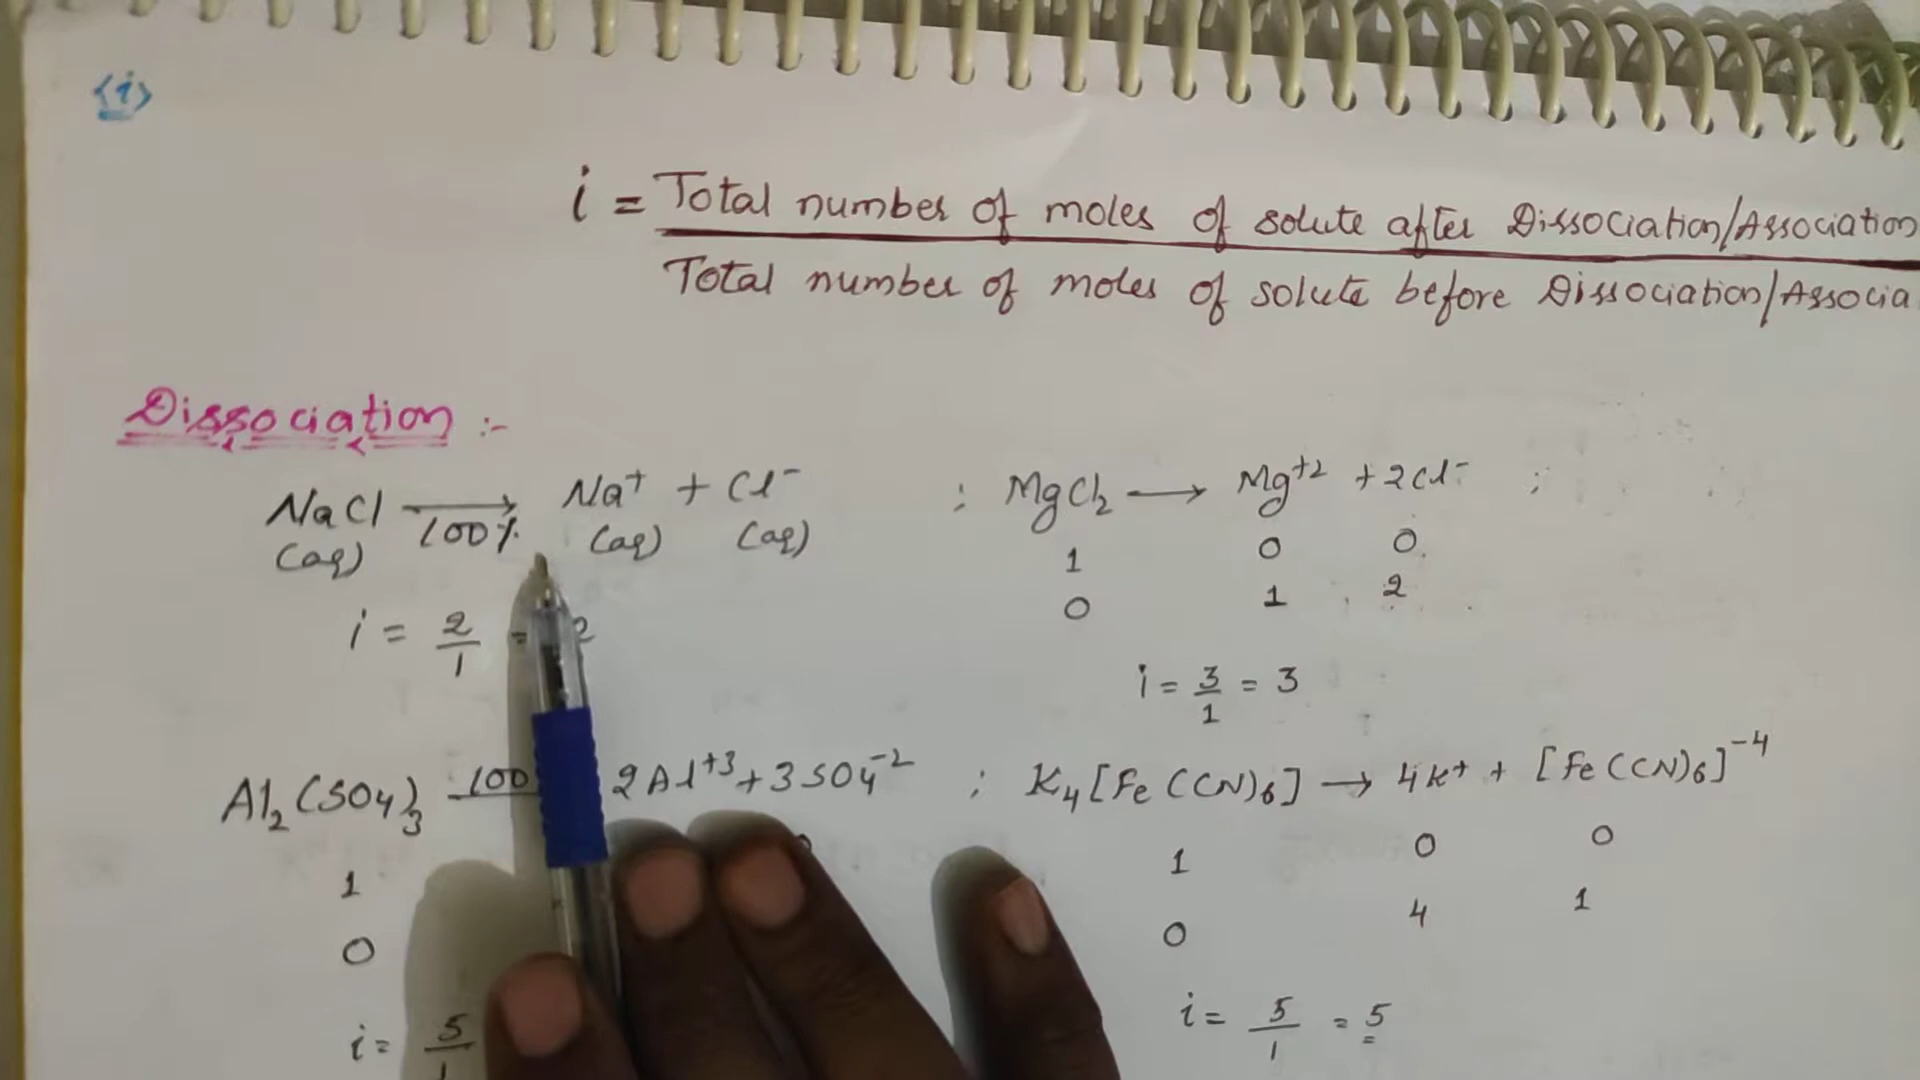 (i)
i = Total number of moles of solute after Dissociation/Association
Total number of moles of solute before Dissociation/Associa
Dissociation :-
NaCl ⟶ Na⁺ + Cl⁻ ; MgCl₂ ⟶ Mg⁺² + 2Cl⁻ ;
(aq) 100% (aq) (aq)
1 0 0
0 1 2
i = 2/1 = 2
i = 3/1 = 3
Al₂(SO₄)₃ 100 2Al⁺³ + 3SO₄⁻² ; K₄[Fe(CN)₆] ⟶ 4K⁺ + [Fe(CN)₆]⁻⁴
1 1 0 0
0 0 4 1
i = 5/1 i = 5/1 = 5